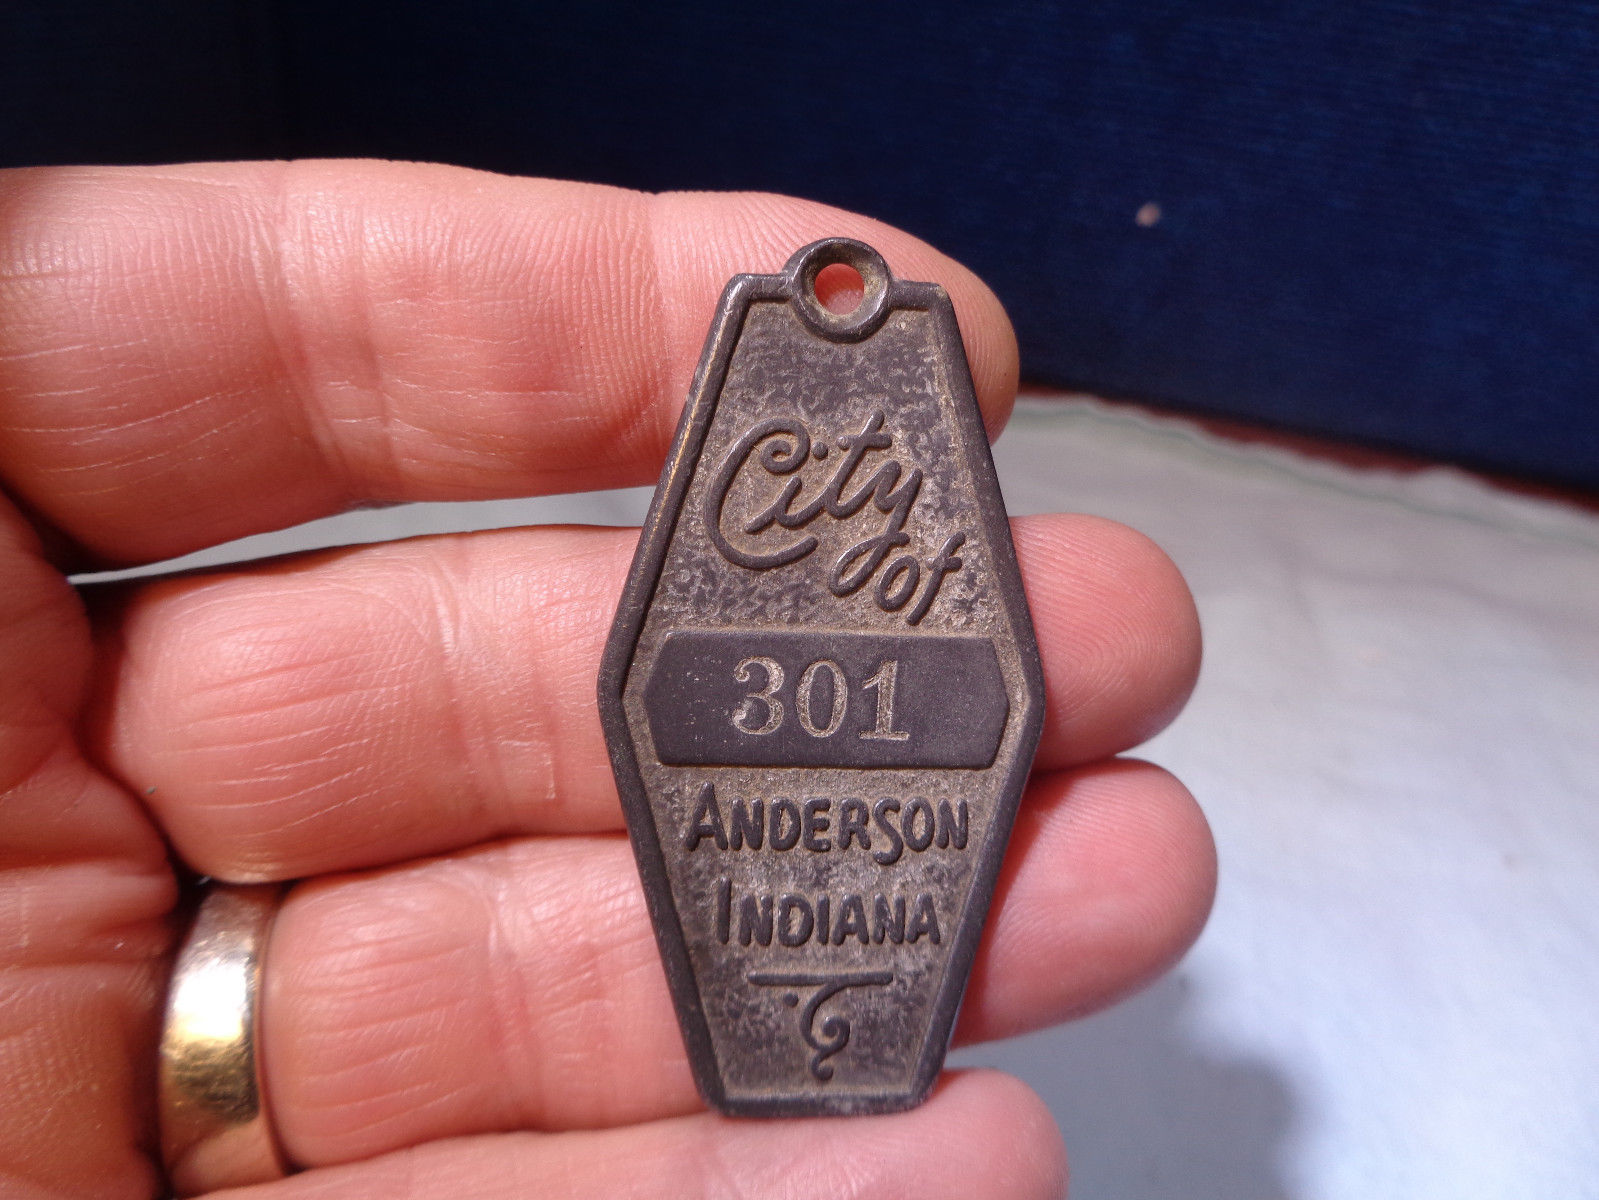 City
of
301
ANDERSON
INDIANA